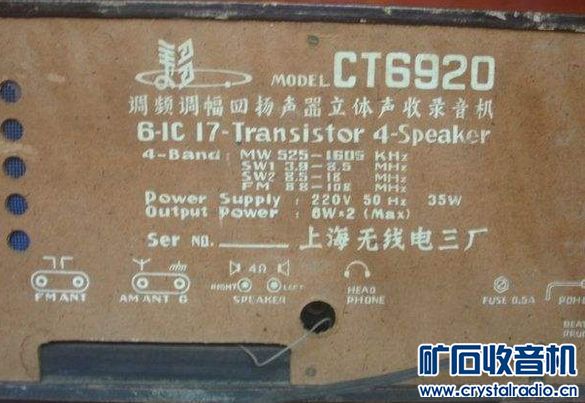 MODEL CT6920
调频调幅四扬声器立体声收录音机
6-IC 17-Transistor 4-Speaker
4-Band: MW 525-1605 KHz
SW1 3.9-8.5 MHz
SW2 8.5-18 MHz
FM 88-108 MHz
Power Supply : 220V 50 Hz 35W
Output Power : 6W×2 (Max)
Ser NO. 上海无线电三厂
4Ω
RIGHT LEFT
FM ANT AM ANT G SPEAKER HEAD PHONE FUSE 0.5A
矿石收音机
www.crystalradio.cn